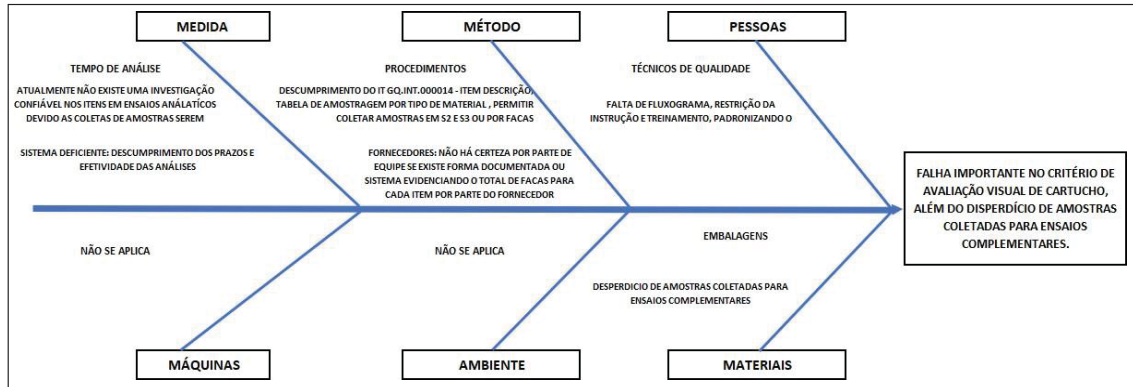 MEDIDA
MÉTODO
PESSOAS
TEMPO DE ANÁLISE
ATUALMENTE NÃO EXISTE UMA INVESTIGAÇÃO
CONFIÁVEL NOS ITENS EM ENSAIOS ANÁLATÍCOS
DEVIDO AS COLETAS DE AMOSTRAS SEREM
SISTEMA DEFICIENTE: DESCUMPRIMENTO DOS PRAZOS E
EFETIVIDADE DAS ANÁLISES
PROCEDIMENTOS
DESCUMPRIMENTO DO IT GQ.INT.000014 - ITEM DESCRIÇÃO,
TABELA DE AMOSTRAGEM POR TIPO DE MATERIAL , PERMITIR
COLETAR AMOSTRAS EM S2 E S3 OU POR FACAS
FORNECEDORES: NÃO HÁ CERTEZA POR PARTE DE
EQUIPE SE EXISTE FORMA DOCUMENTADA OU
SISTEMA EVIDENCIANDO O TOTAL DE FACAS PARA
CADA ITEM POR PARTE DO FORNECEDOR
TÉCNICOS DE QUALIDADE
FALTA DE FLUXOGRAMA, RESTRIÇÃO DA
INSTRUÇÃO E TREINAMENTO, PADRONIZANDO O
FALHA IMPORTANTE NO CRITÉRIO DE
AVALIAÇÃO VISUAL DE CARTUCHO,
ALÉM DO DISPERDÍCIO DE AMOSTRAS
COLETADAS PARA ENSAIOS
COMPLEMENTARES.
NÃO SE APLICA
NÃO SE APLICA
EMBALAGENS
DESPERDICIO DE AMOSTRAS COLETADAS PARA
ENSAIOS COMPLEMENTARES
MÁQUINAS
AMBIENTE
MATERIAIS